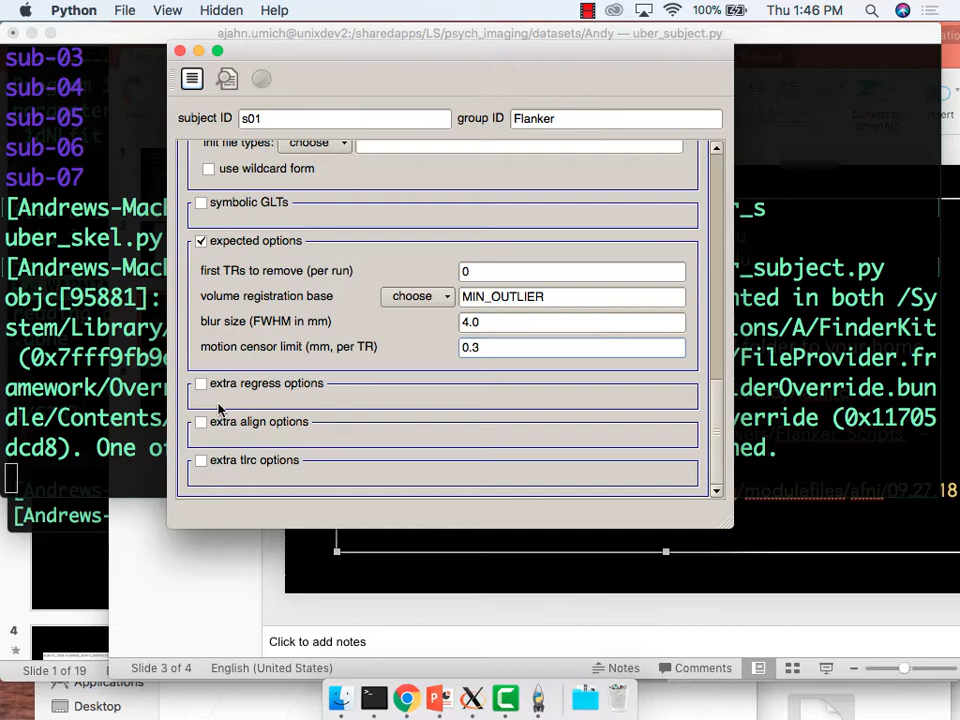 Python File View Hidden Help 100% Thu 1:46 PM
ajahn.umich@unixdev2:/sharedapps/LS/psych_imaging/datasets/Andy — uber_subject.py
sub-03
sub-04
sub-05
sub-06
sub-07
[Andrews-Mac
r_s
uber_skel.py
[Andrews-Mac
_subject.py
objc[95881]:
nted in both /Sy
stem/Library/
ions/A/FinderKit
(0x7fff9fb9
/FileProvider.fr
amework/Over
derOverride.bun
dle/Contents/
verride (0x11705
dcd8). One of
ned.
[Andrews-
subject ID s01 group ID Flanker
init file types: choose
use wildcard form
symbolic GLTs
expected options
first TRs to remove (per run) 0
volume registration base choose MIN_OUTLIER
blur size (FWHM in mm) 4.0
motion censor limit (mm, per TR) 0.3
extra regress options
extra align options
extra tlrc options
/modulefiles/afni/09.27.18
4
Click to add notes
Slide 1 of 19
Slide 3 of 4 English (United States) Notes Comments
Applications
Desktop